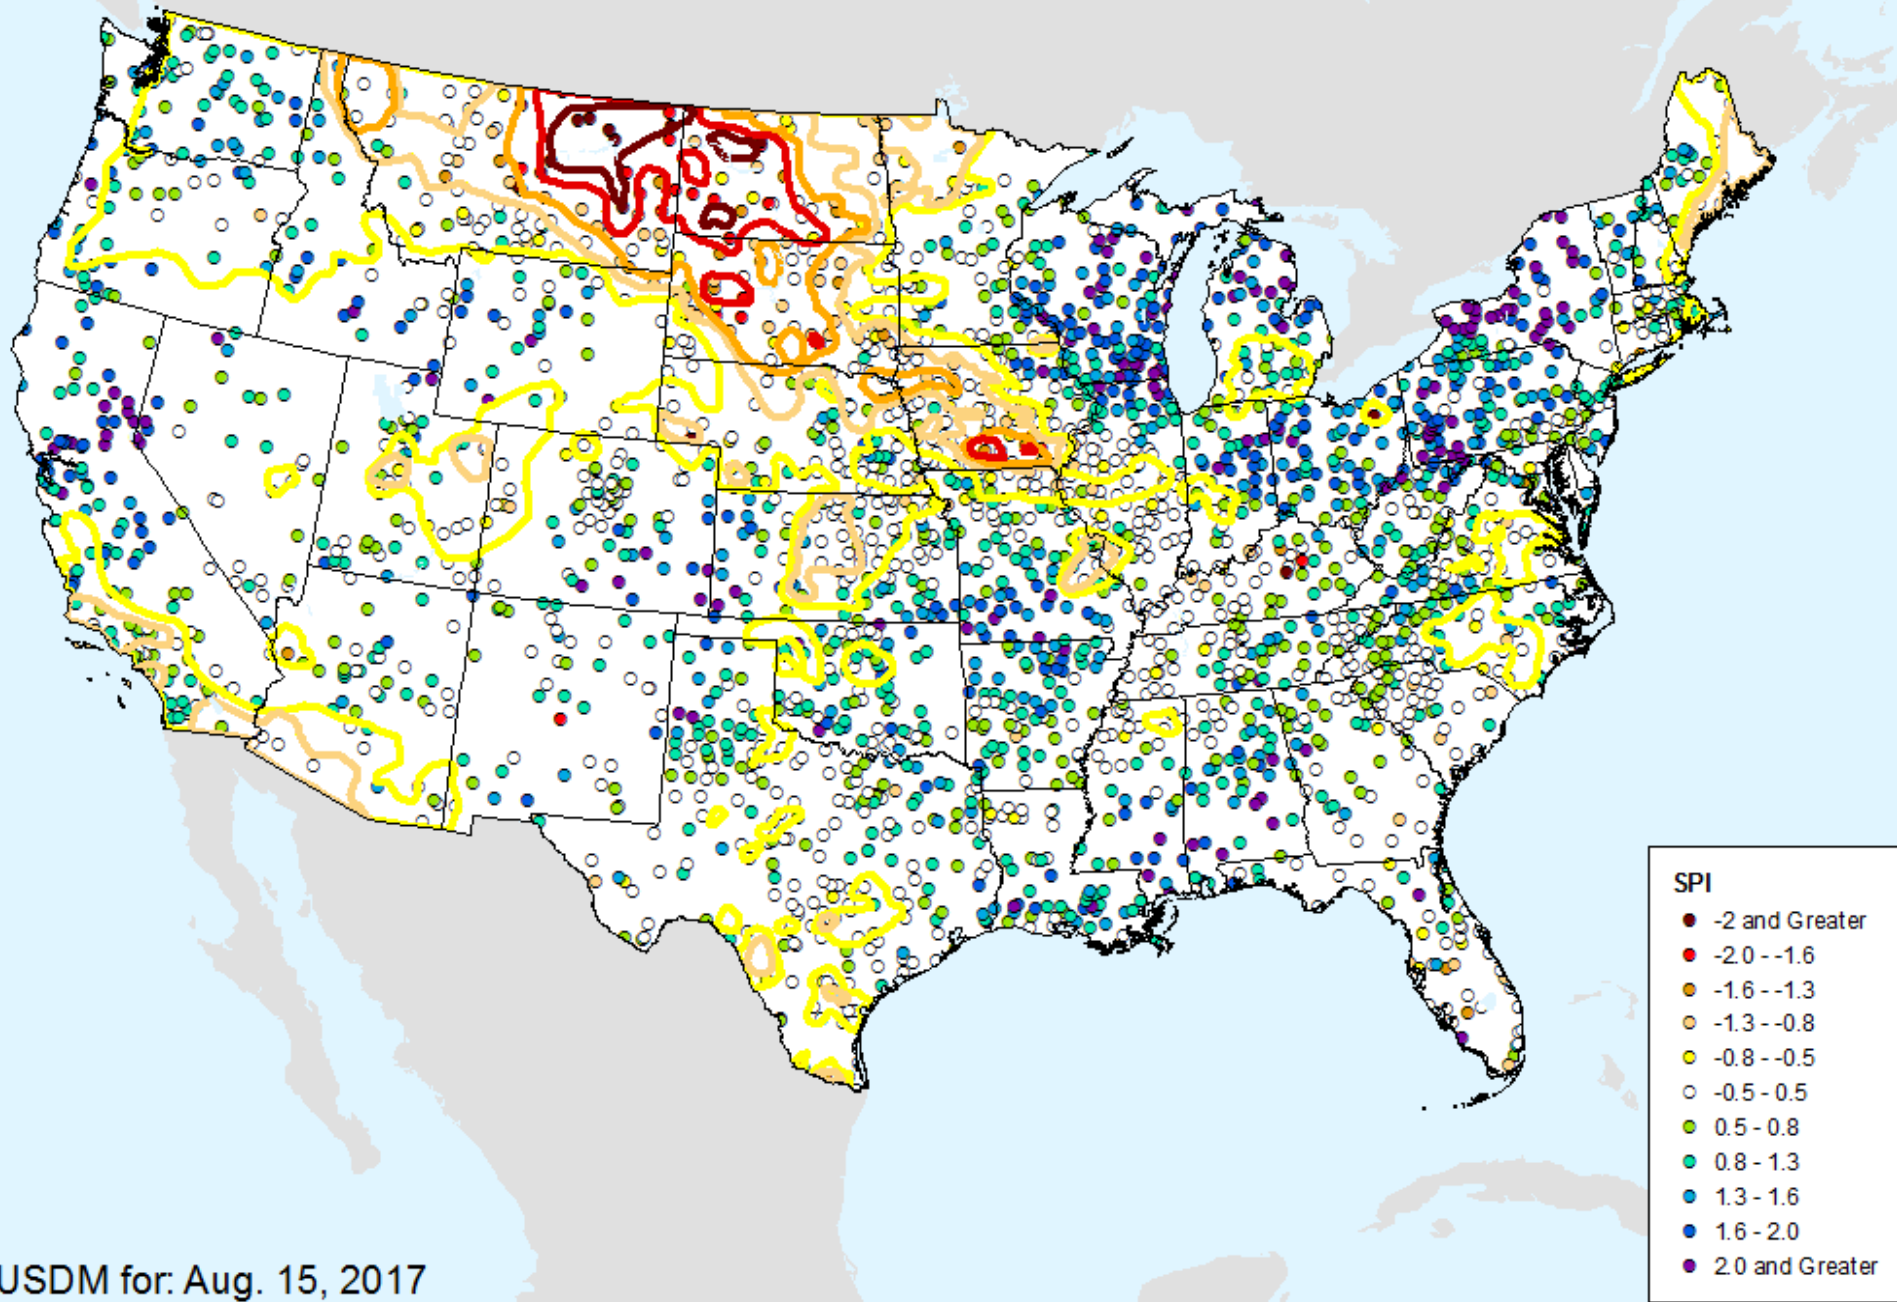 SPI
-2 and Greater
-2.0 - -1.6
-1.6 - -1.3
-1.3 - -0.8
-0.8 - -0.5
-0.5 - 0.5
0.5 - 0.8
0.8 - 1.3
1.3 - 1.6
1.6 - 2.0
2.0 and Greater
USDM for: Aug. 15, 2017